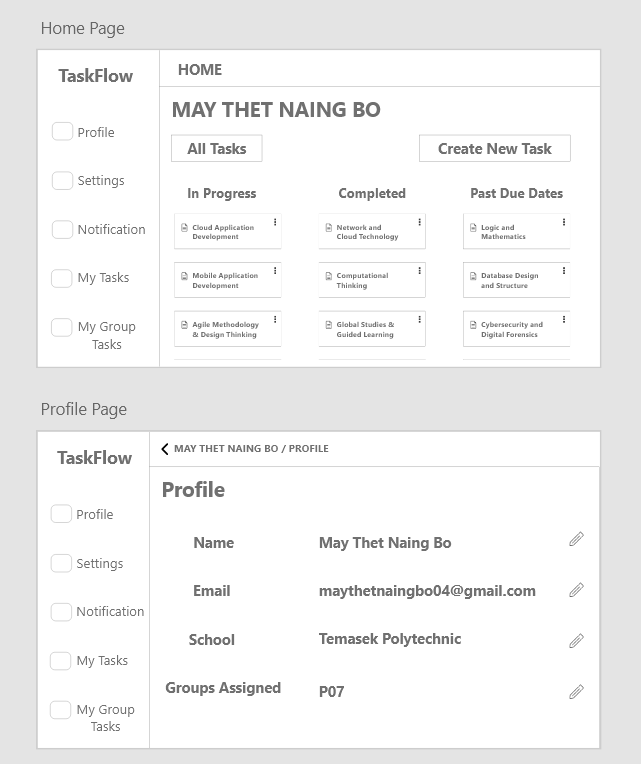 Home Page
TaskFlow
Profile
Settings
Notification
My Tasks
My Group
Tasks
HOME
MAY THET NAING BO
All Tasks
Create New Task
In Progress
Completed
Past Due Dates
Cloud Application
Development
Network and
Cloud Technology
Logic and
Mathematics
Mobile Application
Development
Computational
Thinking
Database Design
and Structure
Agile Methodology
& Design Thinking
Global Studies &
Guided Learning
Cybersecurity and
Digital Forensics
Profile Page
TaskFlow
Profile
Settings
Notification
My Tasks
My Group
Tasks
MAY THET NAING BO / PROFILE
Profile
Name
May Thet Naing Bo
Email
maythetnaingbo04@gmail.com
School
Temasek Polytechnic
Groups Assigned
P07